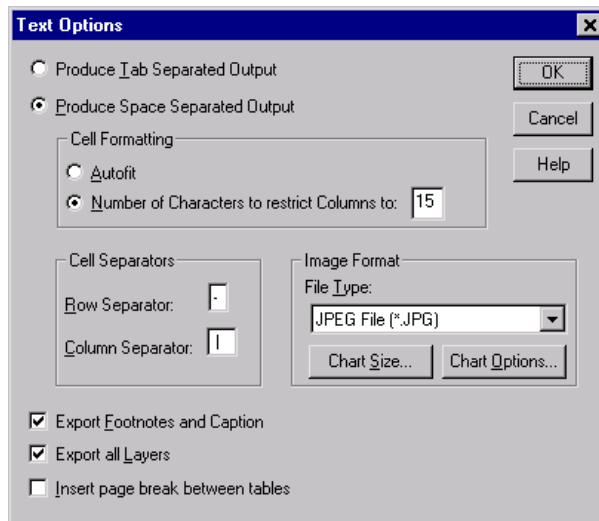 Text Options
Produce Tab Separated Output
OK
Produce Space Separated Output
Cancel
Cell Formatting
Help
Autofit
Number of Characters to restrict Columns to: 15
Cell Separators
Row Separator: -
Column Separator: |
Image Format
File Type:
JPEG File (*.JPG)
Chart Size... Chart Options...
Export Footnotes and Caption
Export all Layers
Insert page break between tables